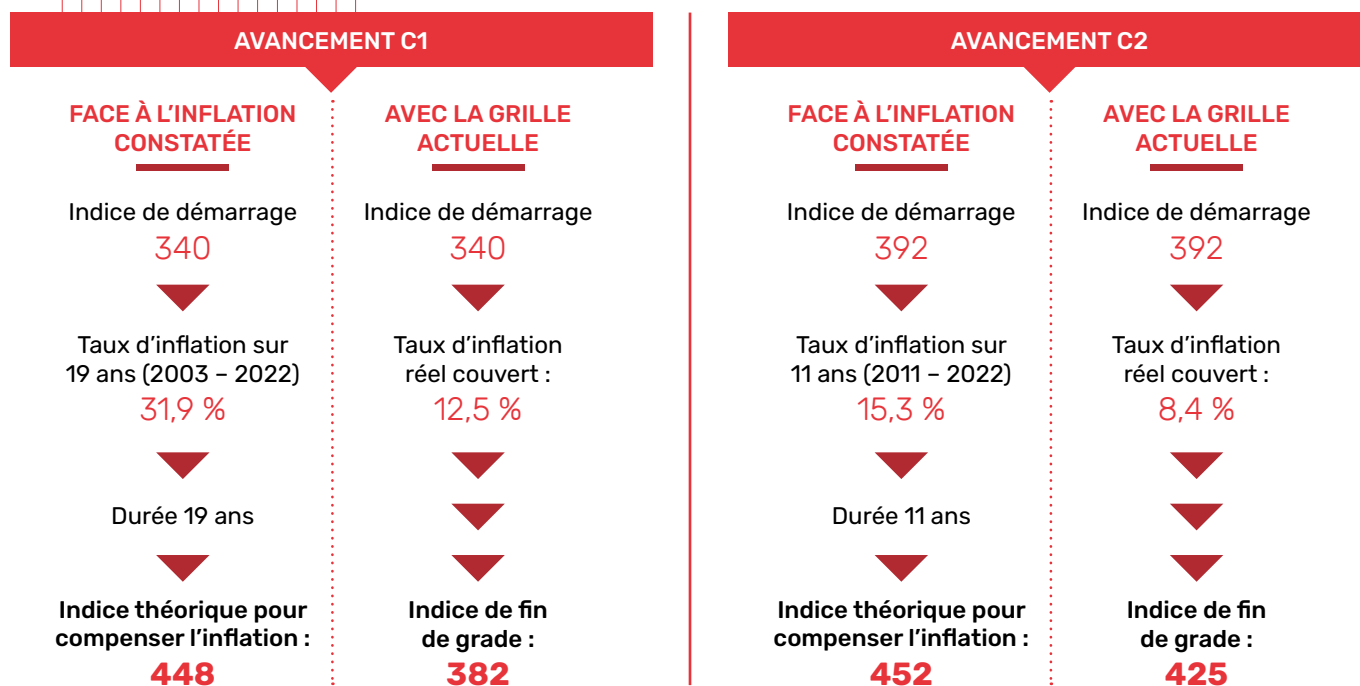 AVANCEMENT C1
FACE À L'INFLATION
CONSTATÉE
Indice de démarrage
340
Taux d'inflation sur
19 ans (2003 – 2022)
31,9 %
Durée 19 ans
Indice théorique pour
compenser l'inflation :
448
AVEC LA GRILLE
ACTUELLE
Indice de démarrage
340
Taux d'inflation
réel couvert :
12,5 %
Indice de fin
de grade :
382
AVANCEMENT C2
FACE À L'INFLATION
CONSTATÉE
Indice de démarrage
392
Taux d'inflation sur
11 ans (2011 – 2022)
15,3 %
Durée 11 ans
Indice théorique pour
compenser l'inflation :
452
AVEC LA GRILLE
ACTUELLE
Indice de démarrage
392
Taux d'inflation
réel couvert :
8,4 %
Indice de fin
de grade :
425